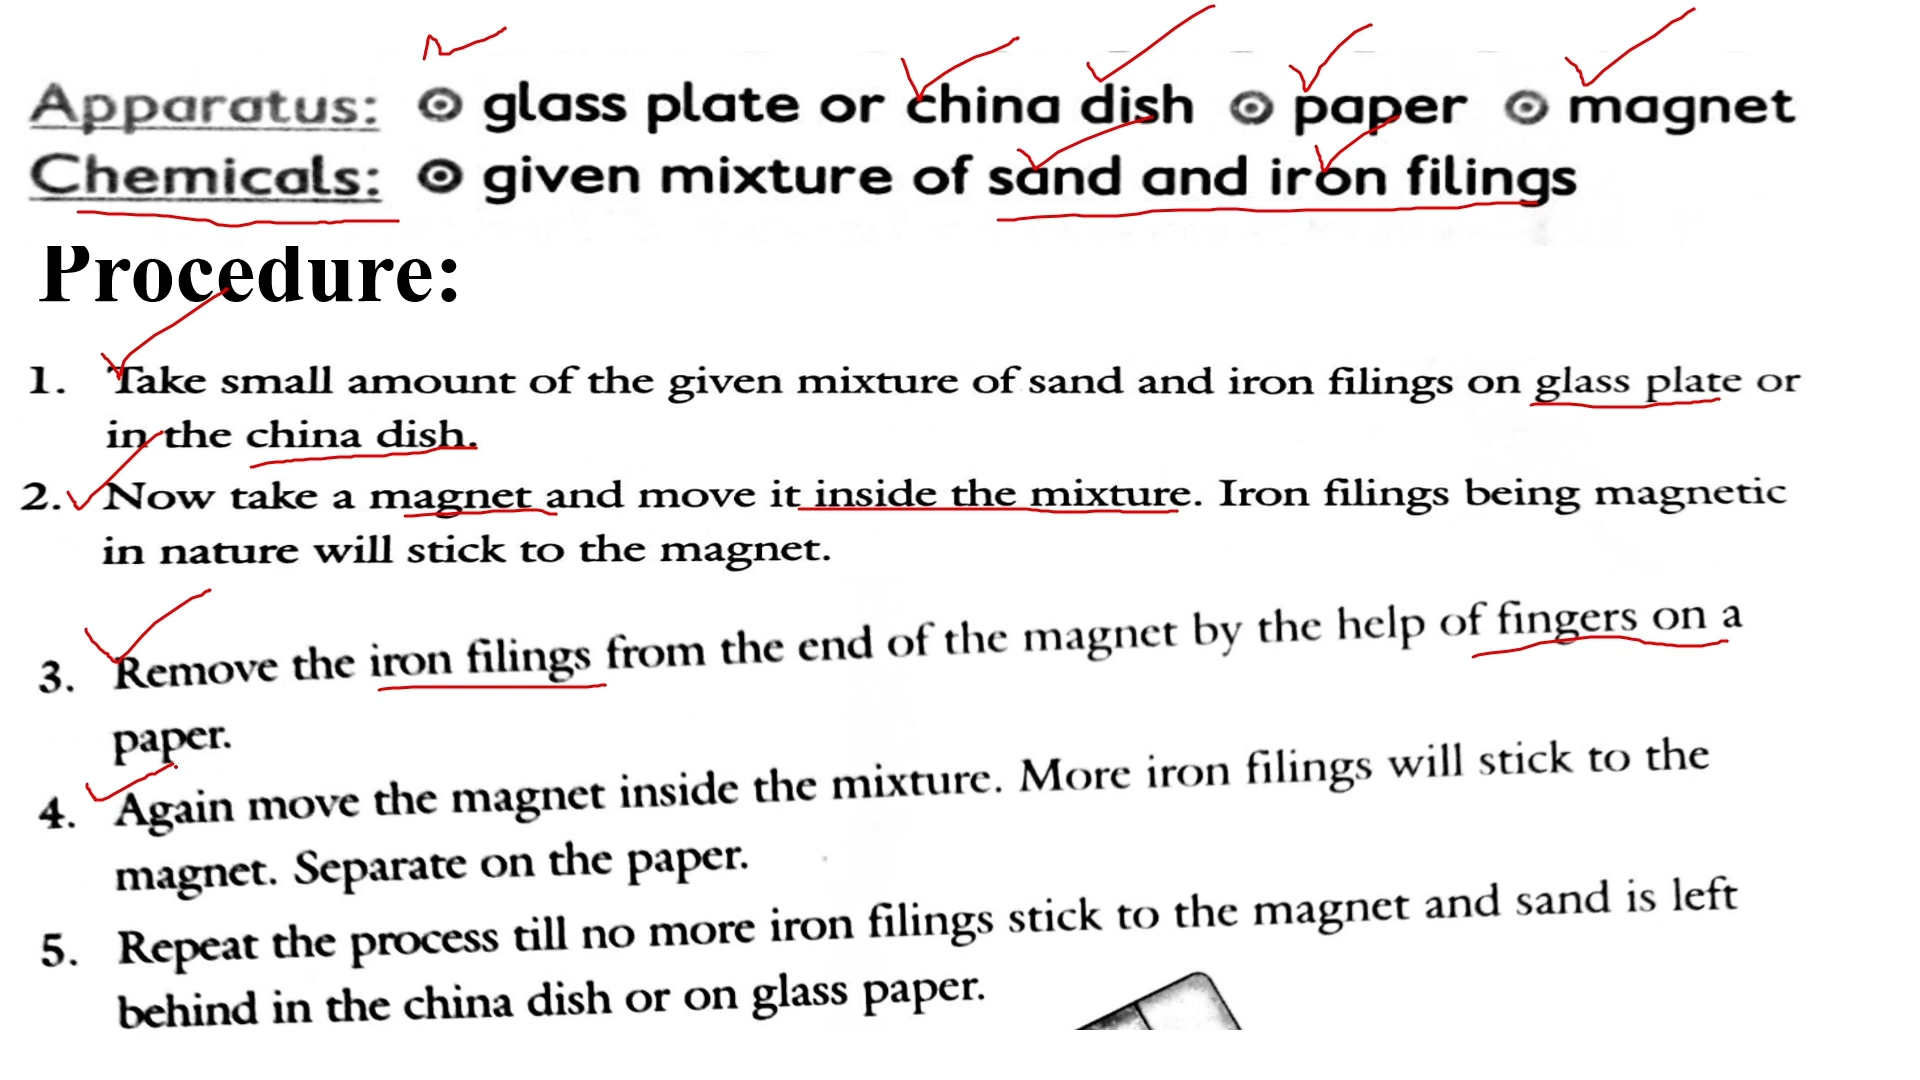 Apparatus: ⊙ glass plate or china dish ⊙ paper ⊙ magnet
Chemicals: ⊙ given mixture of sand and iron filings
Procedure:
1. Take small amount of the given mixture of sand and iron filings on glass plate or
in the china dish.
2. Now take a magnet and move it inside the mixture. Iron filings being magnetic
in nature will stick to the magnet.
3. Remove the iron filings from the end of the magnet by the help of fingers on a
paper.
4. Again move the magnet inside the mixture. More iron filings will stick to the
magnet. Separate on the paper.
5. Repeat the process till no more iron filings stick to the magnet and sand is left
behind in the china dish or on glass paper.